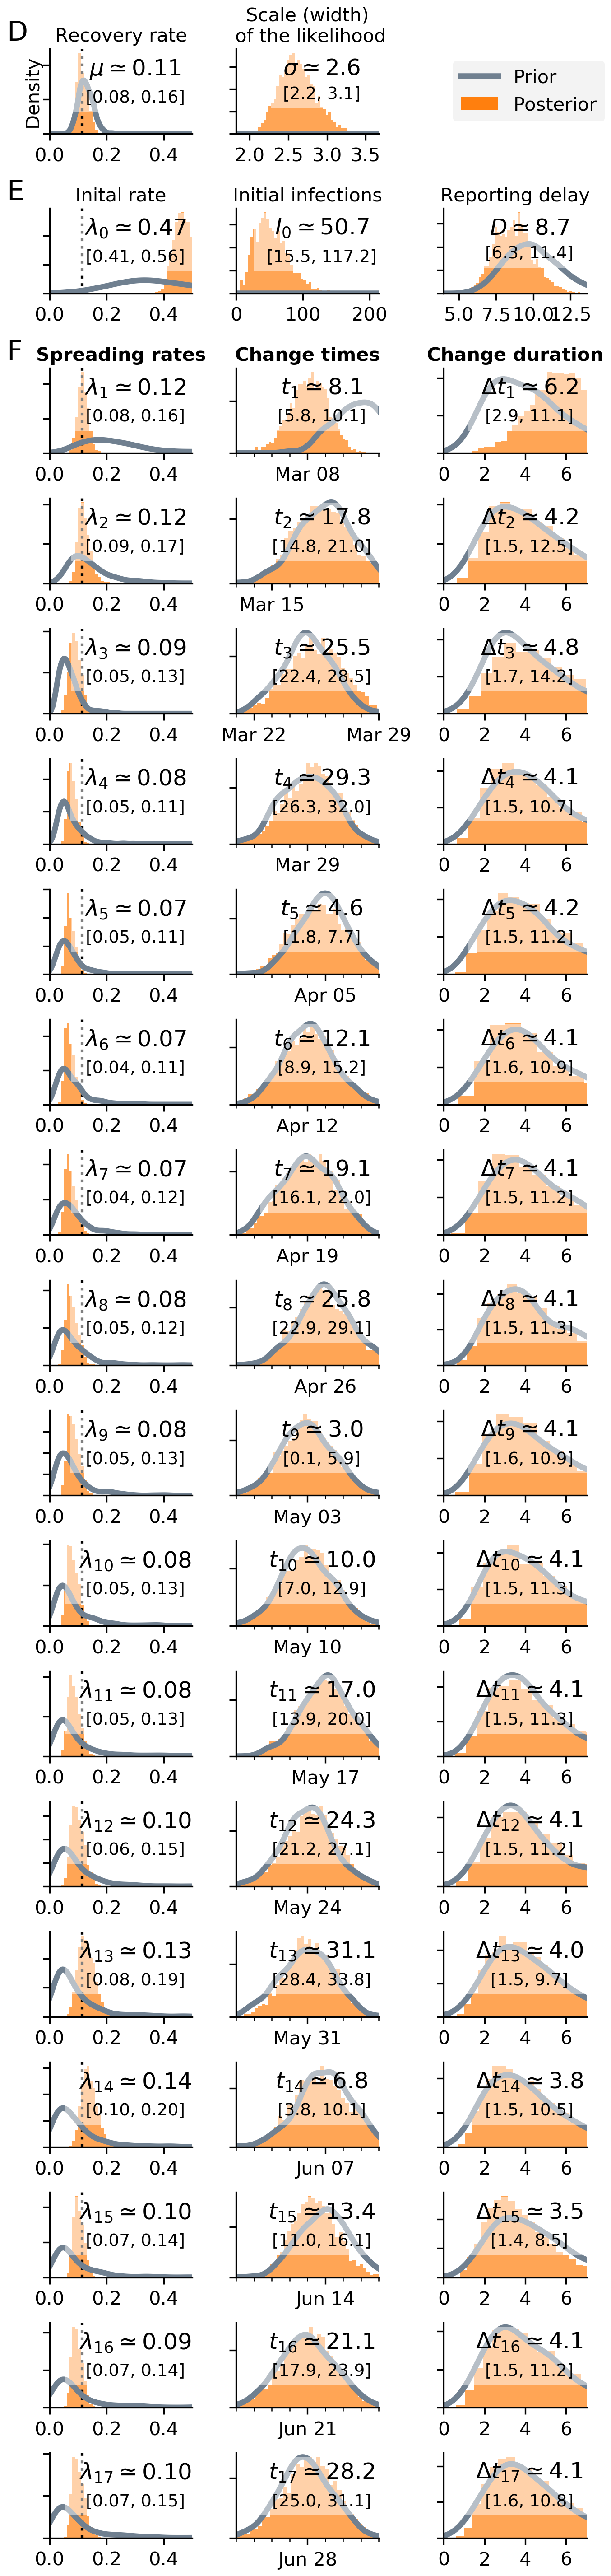 D
Recovery rate
Density
μ ≃ 0.11
[0.08, 0.16]
0.0 0.2 0.4
Scale (width)
of the likelihood
σ ≃ 2.6
[2.2, 3.1]
2.0 2.5 3.0 3.5
Prior
Posterior
E
Inital rate
λ0 ≃ 0.47
[0.41, 0.56]
0.0 0.2 0.4
Initial infections
I0 ≃ 50.7
[15.5, 117.2]
0 100 200
Reporting delay
D ≃ 8.7
[6.3, 11.4]
5.0 7.5 10.0 12.5
F
Spreading rates Change times Change duration
λ1 ≃ 0.12 t1 ≃ 8.1 Δt1 ≃ 6.2
[0.08, 0.16] [5.8, 10.1] [2.9, 11.1]
0.0 0.2 0.4 Mar 08 0 2 4 6
λ2 ≃ 0.12 t2 ≃ 17.8 Δt2 ≃ 4.2
[0.09, 0.17] [14.8, 21.0] [1.5, 12.5]
0.0 0.2 0.4 Mar 15 0 2 4 6
λ3 ≃ 0.09 t3 ≃ 25.5 Δt3 ≃ 4.8
[0.05, 0.13] [22.4, 28.5] [1.7, 14.2]
0.0 0.2 0.4 Mar 22 Mar 29 0 2 4 6
λ4 ≃ 0.08 t4 ≃ 29.3 Δt4 ≃ 4.1
[0.05, 0.11] [26.3, 32.0] [1.5, 10.7]
0.0 0.2 0.4 Mar 29 0 2 4 6
λ5 ≃ 0.07 t5 ≃ 4.6 Δt5 ≃ 4.2
[0.05, 0.11] [1.8, 7.7] [1.5, 11.2]
0.0 0.2 0.4 Apr 05 0 2 4 6
λ6 ≃ 0.07 t6 ≃ 12.1 Δt6 ≃ 4.1
[0.04, 0.11] [8.9, 15.2] [1.6, 10.9]
0.0 0.2 0.4 Apr 12 0 2 4 6
λ7 ≃ 0.07 t7 ≃ 19.1 Δt7 ≃ 4.1
[0.04, 0.12] [16.1, 22.0] [1.5, 11.2]
0.0 0.2 0.4 Apr 19 0 2 4 6
λ8 ≃ 0.08 t8 ≃ 25.8 Δt8 ≃ 4.1
[0.05, 0.12] [22.9, 29.1] [1.5, 11.3]
0.0 0.2 0.4 Apr 26 0 2 4 6
λ9 ≃ 0.08 t9 ≃ 3.0 Δt9 ≃ 4.1
[0.05, 0.13] [0.1, 5.9] [1.6, 10.9]
0.0 0.2 0.4 May 03 0 2 4 6
λ10 ≃ 0.08 t10 ≃ 10.0 Δt10 ≃ 4.1
[0.05, 0.13] [7.0, 12.9] [1.5, 11.3]
0.0 0.2 0.4 May 10 0 2 4 6
λ11 ≃ 0.08 t11 ≃ 17.0 Δt11 ≃ 4.1
[0.05, 0.13] [13.9, 20.0] [1.5, 11.3]
0.0 0.2 0.4 May 17 0 2 4 6
λ12 ≃ 0.10 t12 ≃ 24.3 Δt12 ≃ 4.1
[0.06, 0.15] [21.2, 27.1] [1.5, 11.2]
0.0 0.2 0.4 May 24 0 2 4 6
λ13 ≃ 0.13 t13 ≃ 31.1 Δt13 ≃ 4.0
[0.08, 0.19] [28.4, 33.8] [1.5, 9.7]
0.0 0.2 0.4 May 31 0 2 4 6
λ14 ≃ 0.14 t14 ≃ 6.8 Δt14 ≃ 3.8
[0.10, 0.20] [3.8, 10.1] [1.5, 10.5]
0.0 0.2 0.4 Jun 07 0 2 4 6
λ15 ≃ 0.10 t15 ≃ 13.4 Δt15 ≃ 3.5
[0.07, 0.14] [11.0, 16.1] [1.4, 8.5]
0.0 0.2 0.4 Jun 14 0 2 4 6
λ16 ≃ 0.09 t16 ≃ 21.1 Δt16 ≃ 4.1
[0.07, 0.14] [17.9, 23.9] [1.5, 11.2]
0.0 0.2 0.4 Jun 21 0 2 4 6
λ17 ≃ 0.10 t17 ≃ 28.2 Δt17 ≃ 4.1
[0.07, 0.15] [25.0, 31.1] [1.6, 10.8]
0.0 0.2 0.4 Jun 28 0 2 4 6